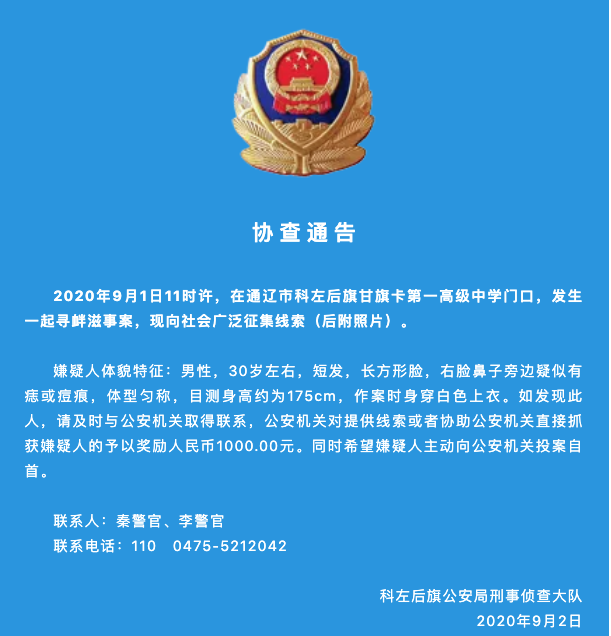 协查通告
2020年9月1日11时许，在通辽市科左后旗甘旗卡第一高级中学门口，发生
一起寻衅滋事案，现向社会广泛征集线索（后附照片）。
嫌疑人体貌特征：男性，30岁左右，短发，长方形脸，右脸鼻子旁边疑似有
痣或痘痕，体型匀称，目测身高约为175cm，作案时身穿白色上衣。如发现此
人，请及时与公安机关取得联系，公安机关对提供线索或者协助公安机关直接抓
获嫌疑人的予以奖励人民币1000.00元。同时希望嫌疑人主动向公安机关投案自
首。
联系人：秦警官、李警官
联系电话：110 0475-5212042
科左后旗公安局刑事侦查大队
2020年9月2日